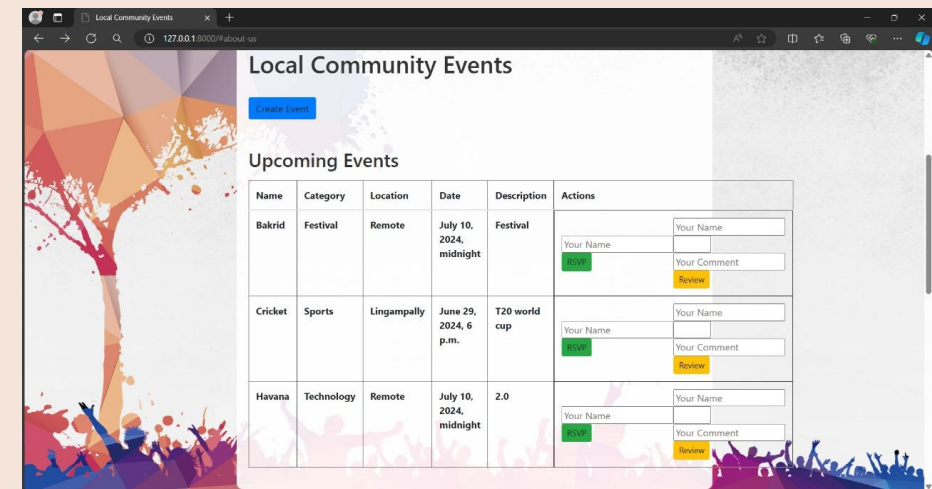 Local Community Events
127.0.0.1:8000/#about-us
Local Community Events
Create Event
Upcoming Events
Name Category Location Date Description Actions
Bakrid Festival Remote July 10, 2024, midnight Festival
Your Name
Your Name
RSVP
Your Comment
Review
Cricket Sports Lingampally June 29, 2024, 6 p.m. T20 world cup
Your Name
Your Name
RSVP
Your Comment
Review
Havana Technology Remote July 10, 2024, midnight 2.0
Your Name
Your Name
RSVP
Your Comment
Review